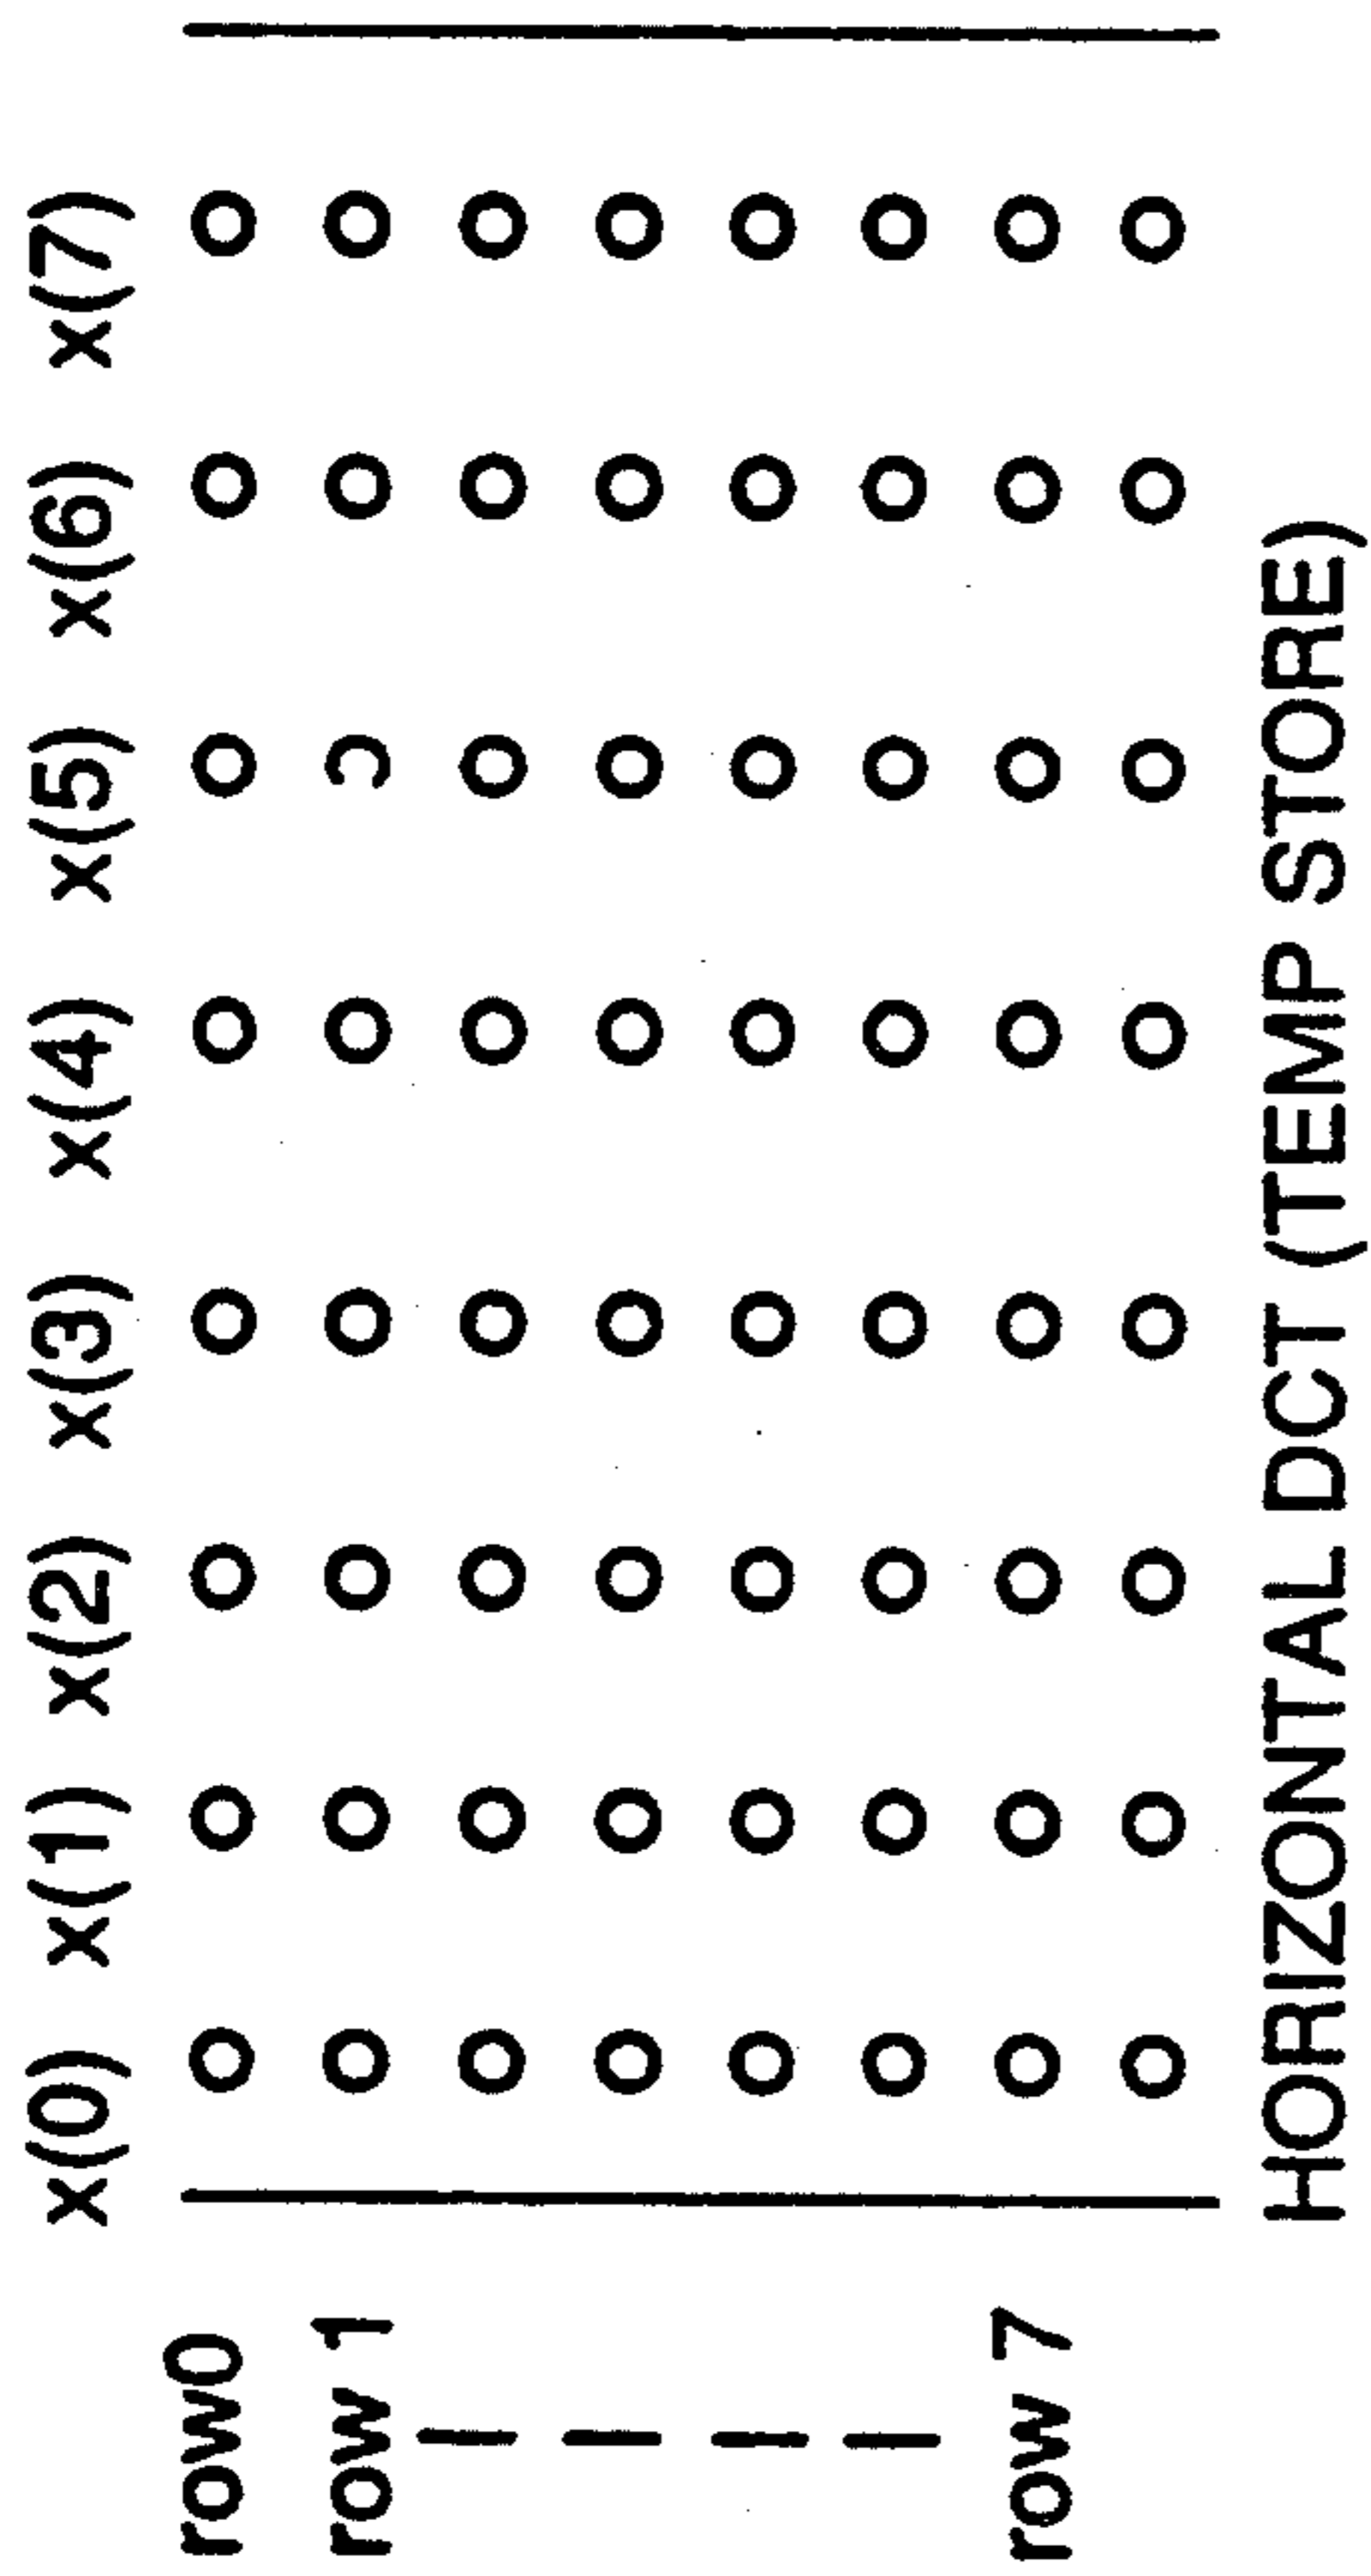 x(0) x(1) x(2) x(3) x(4) x(5) x(6) x(7)
row0
row 1
row 7
HORIZONTAL DCT (TEMP STORE)